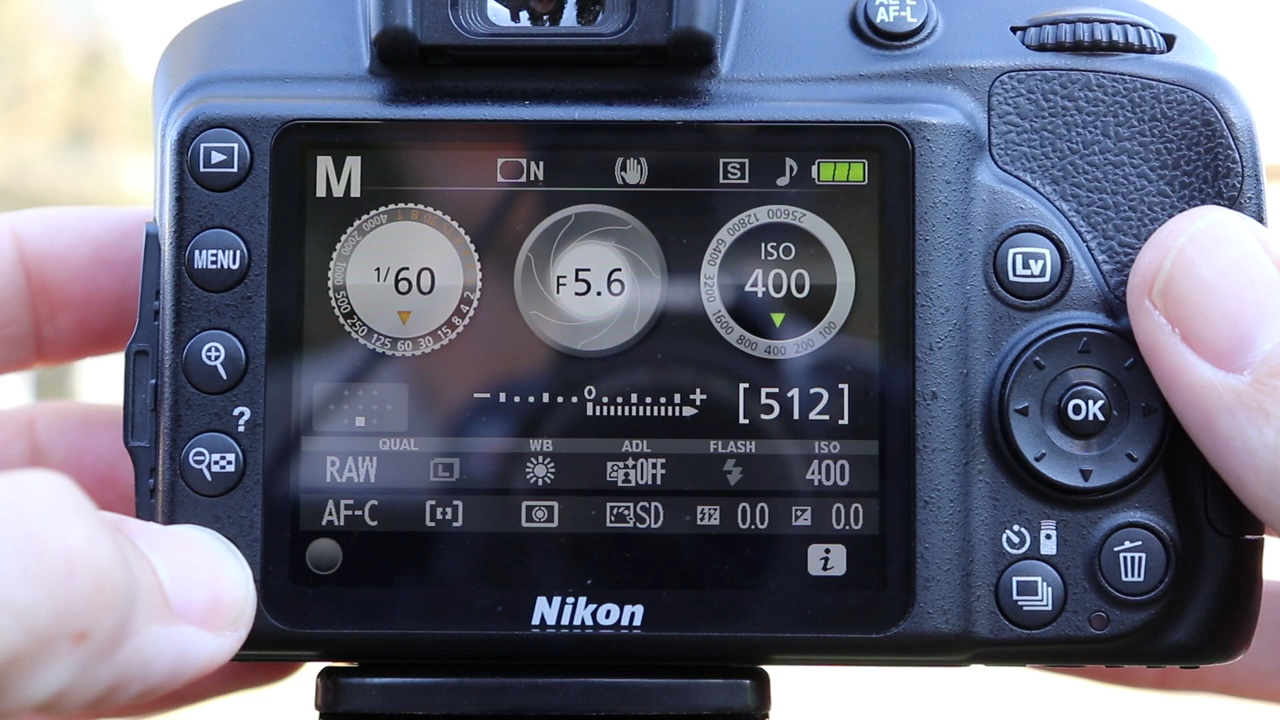 AE-L
AF-L
M N S
4000 2000 1000 500 250 125 60 30 15 8 4 2 B T
1/60
F5.6
25600 12800 6400 3200 1600 800 400 200 100
ISO
400
MENU
Lv
- 0 + [512]
?
OK
QUAL WB ADL FLASH ISO
RAW L OFF 400
AF-C [ ] SD 0.0 0.0
i
Nikon